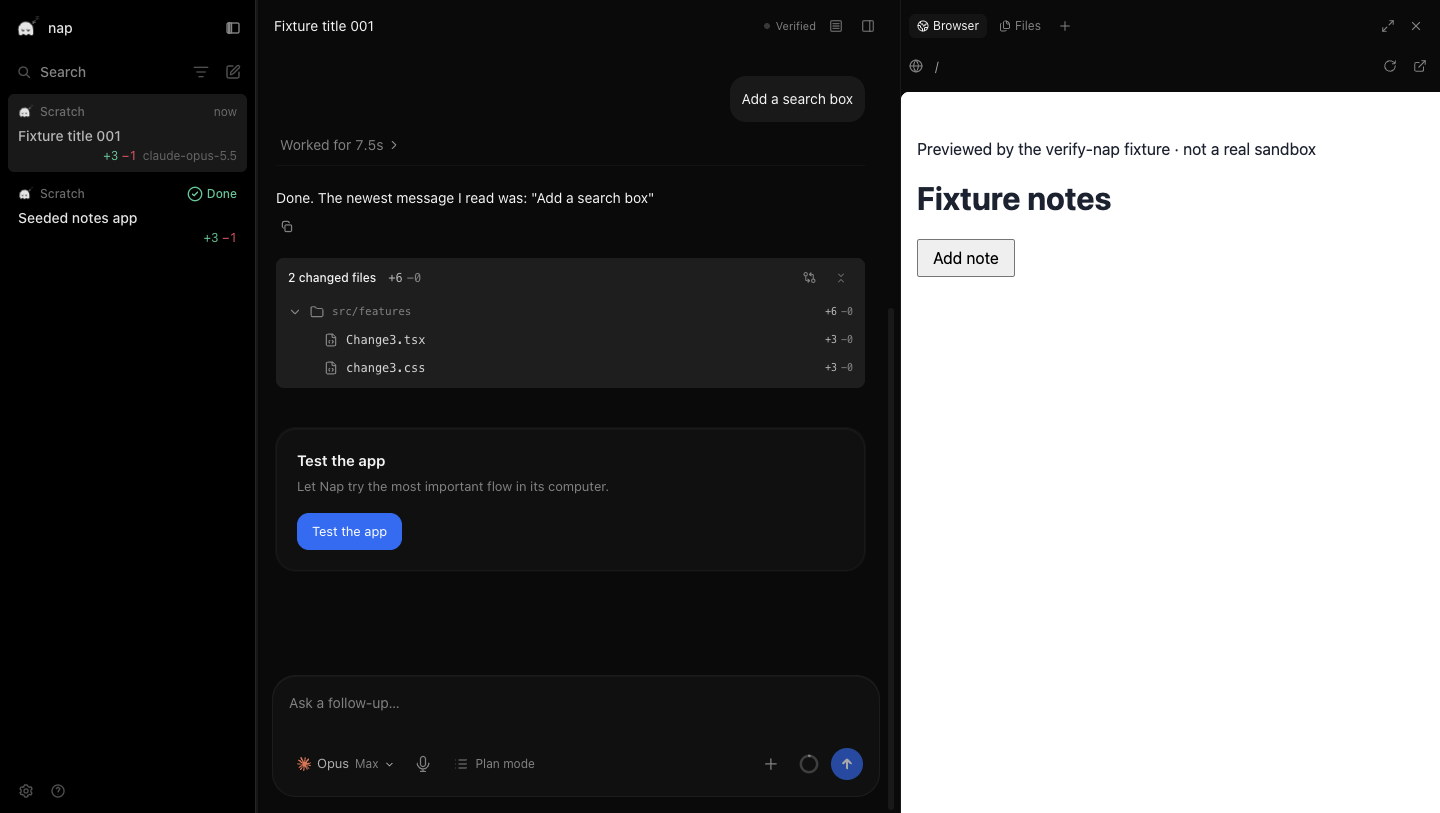 nap
Search
Scratch
now
Fixture title 001
+3 −1 claude-opus-5.5
Scratch
Done
Seeded notes app
+3 −1
Fixture title 001
Verified
Add a search box
Worked for 7.5s
Done. The newest message I read was: "Add a search box"
2 changed files +6 −0
src/features +6 −0
Change3.tsx +3 −0
change3.css +3 −0
Test the app
Let Nap try the most important flow in its computer.
Test the app
Ask a follow-up...
Opus Max
Plan mode
Browser
Files
/
Previewed by the verify-nap fixture · not a real sandbox
Fixture notes
Add note